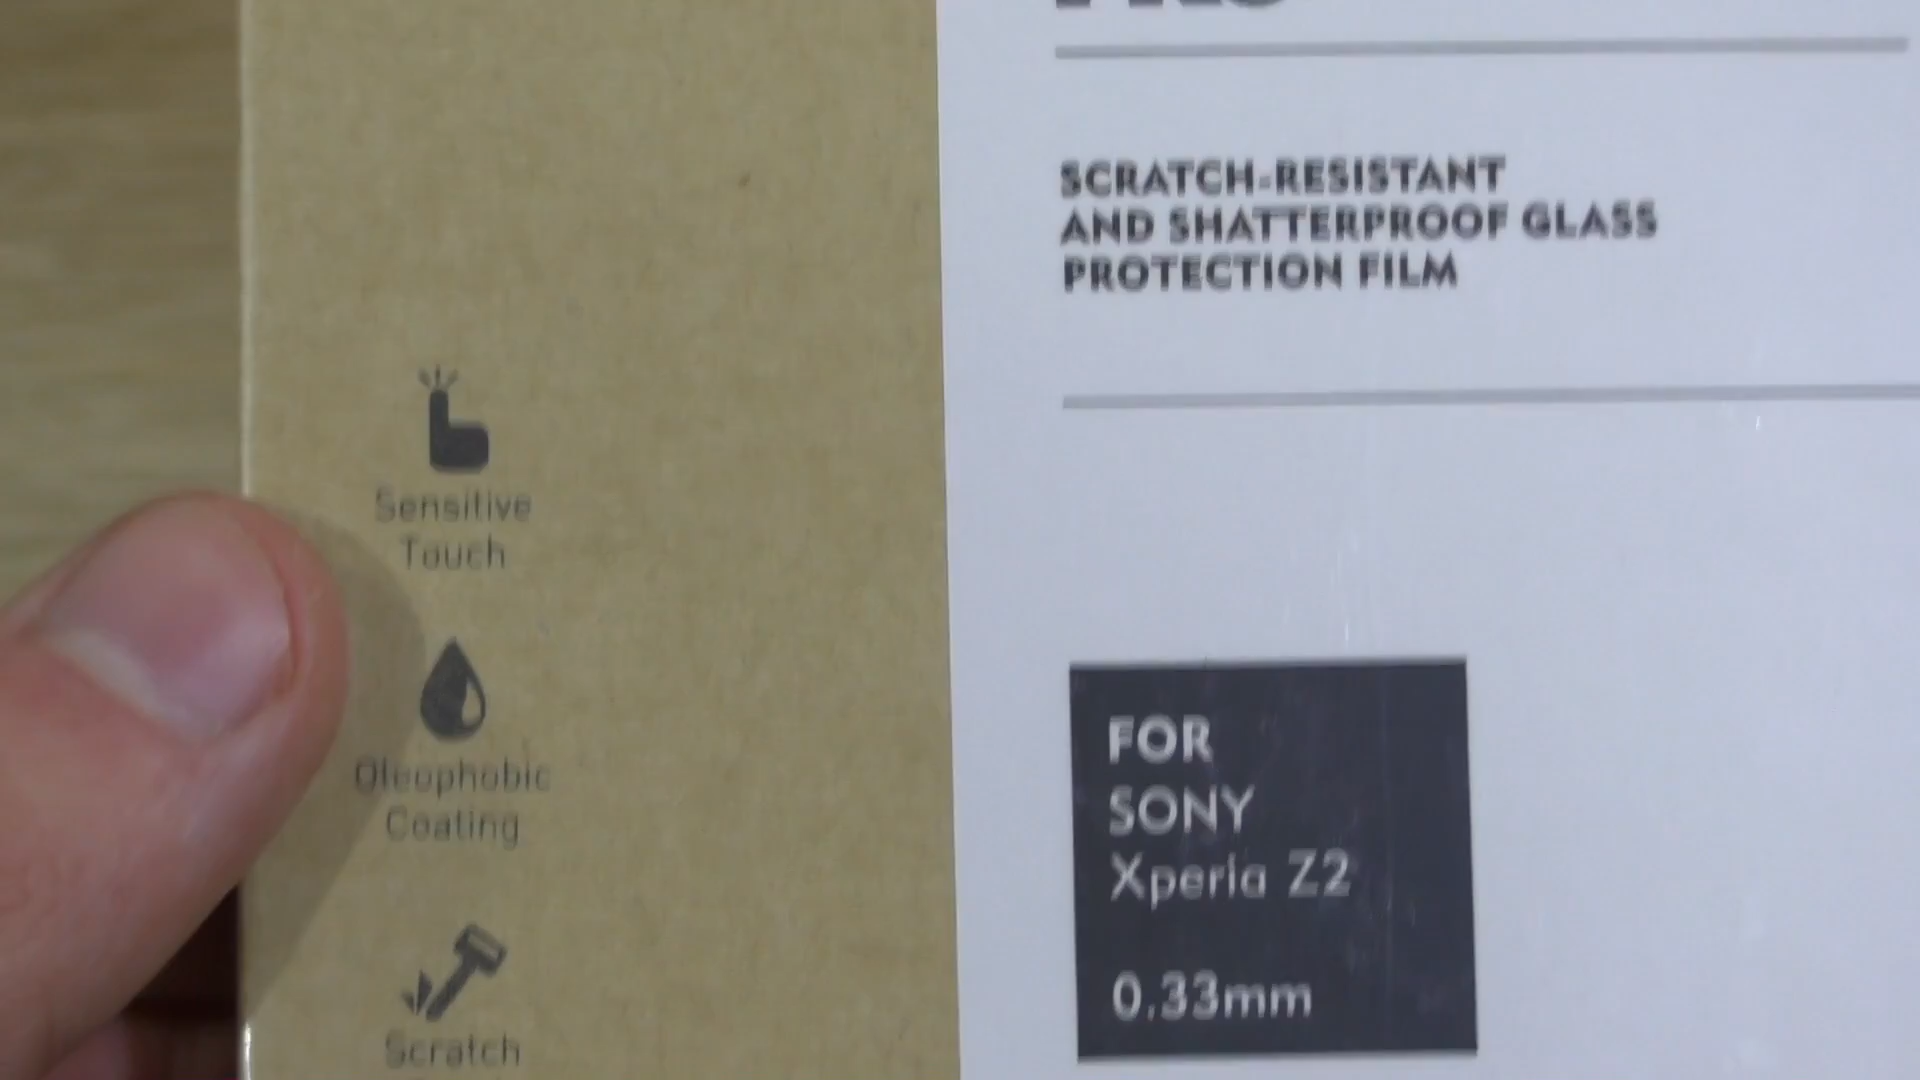 SCRATCH-RESISTANT
AND SHATTERPROOF GLASS
PROTECTION FILM
Sensitive
Touch
Oleophobic
Coating
Scratch
FOR
SONY
Xperia Z2
0.33mm